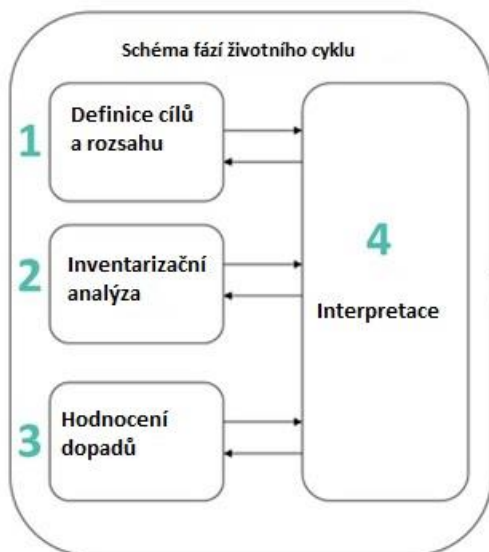 Schéma fází životního cyklu
1
Definice cílů
a rozsahu
2
Inventarizační
analýza
3
Hodnocení
dopadů
4
Interpretace